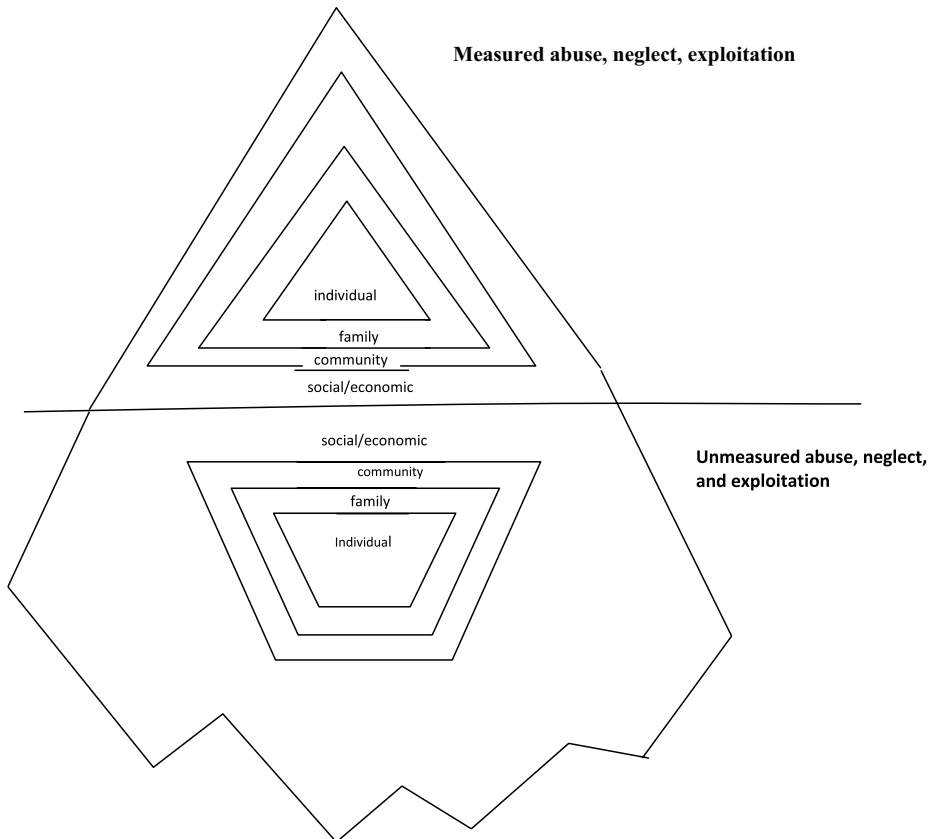 Measured abuse, neglect, exploitation
individual
family
community
social/economic
social/economic
Unmeasured abuse, neglect,
and exploitation
community
family
Individual